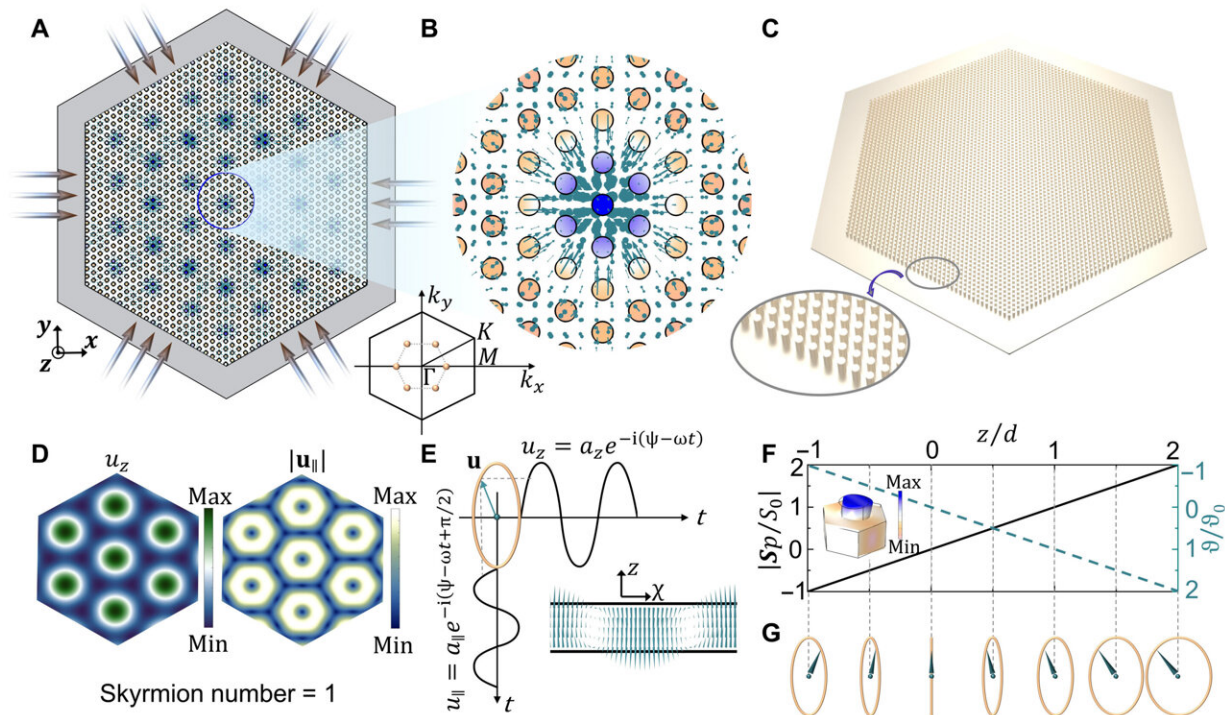 A
B
C
y
z
x
k_y
K
M
Γ
k_x
D
u_z
|u_∥|
Max
Max
Min
Min
Skyrmion number = 1
E
u
u_z = a_z e^{-i(ψ-ωt)}
t
u_∥ = a_∥ e^{-i(ψ-ωt+π/2)}
t
z
χ
F
z/d
-1
0
1
2
|Sp/S_0|
2
1
0
-1
Max
Min
-1
0
1
2
ϑ/ϑ_0
G